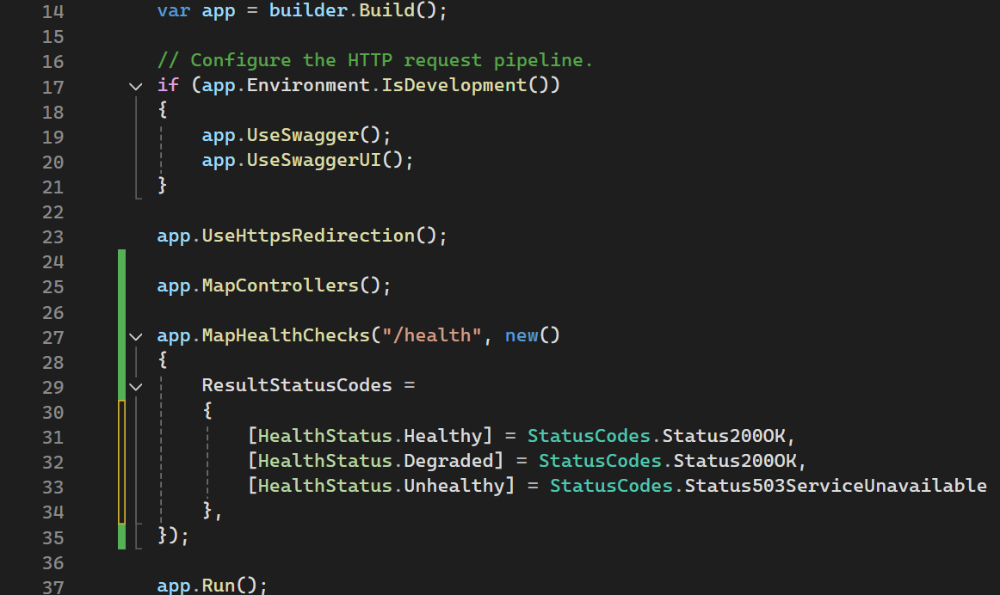 14 var app = builder.Build();
15
16 // Configure the HTTP request pipeline.
17 if (app.Environment.IsDevelopment())
18 {
19     app.UseSwagger();
20     app.UseSwaggerUI();
21 }
22
23 app.UseHttpsRedirection();
24
25 app.MapControllers();
26
27 app.MapHealthChecks("/health", new()
28 {
29     ResultStatusCodes =
30     {
31         [HealthStatus.Healthy] = StatusCodes.Status200OK,
32         [HealthStatus.Degraded] = StatusCodes.Status200OK,
33         [HealthStatus.Unhealthy] = StatusCodes.Status503ServiceUnavailable
34     },
35 });
36
37 app.Run();